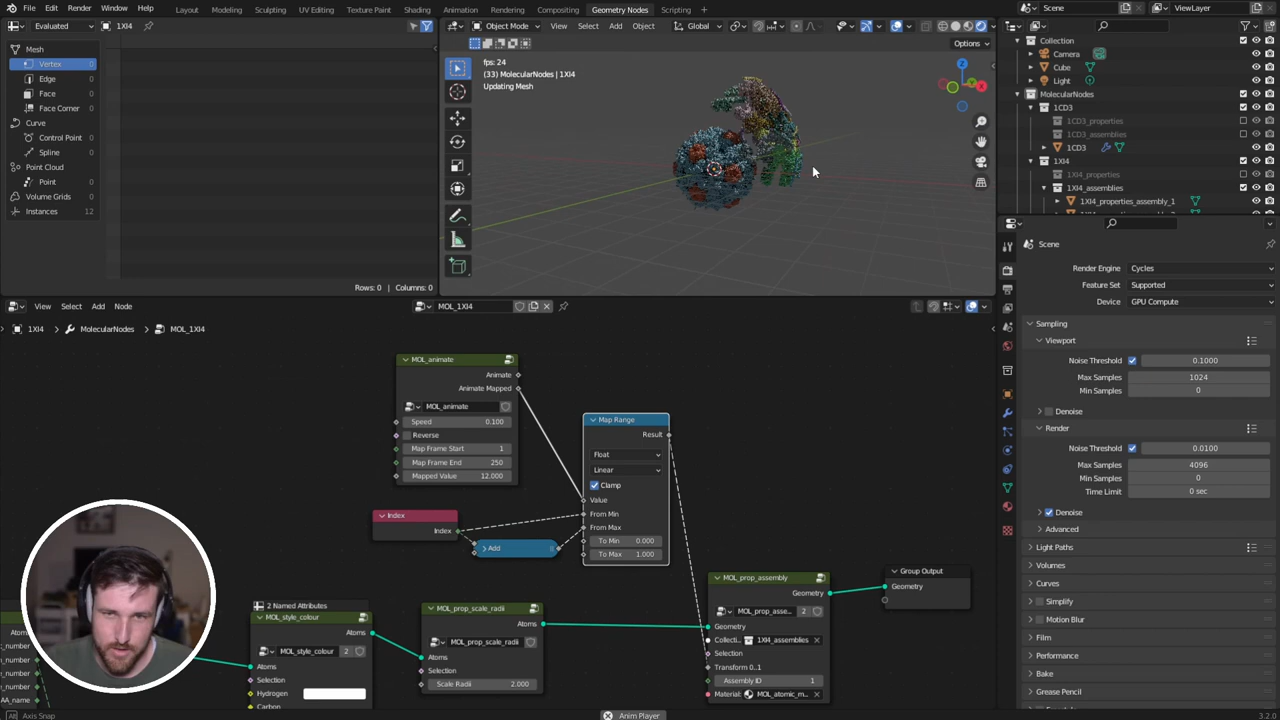 File Edit Render Window Help Layout Modeling Sculpting UV Editing Texture Paint Shading Animation Rendering Compositing Geometry Nodes Scripting Scene ViewLayer
Evaluated 1XI4
Mesh
Vertex 0
Edge 0
Face 0
Face Corner 0
Curve
Control Point 0
Spline 0
Point Cloud
Point 0
Volume Grids
Instances 12
Rows: 0 | Columns: 0
Object Mode View Select Add Object Global
Options
fps: 24
(33) MolecularNodes | 1XI4
Updating Mesh
Z
Collection
Camera
Cube
Light
MolecularNodes
1CD3
1CD3_properties
1CD3_assemblies
1CD3
1XI4
1XI4_properties
1XI4_assemblies
1XI4_properties_assembly_1
View Select Add Node MOL_1XI4
1XI4 MolecularNodes MOL_1XI4
MOL_animate
Animate
Animate Mapped
MOL_animate
Speed 0.100
Reverse
Map Frame Start 1
Map Frame End 250
Mapped Value 12.000
Index
Index
Add
Map Range
Result
Float
Linear
Clamp
Value
From Min
From Max
To Min 0.000
To Max 1.000
2 Named Attributes
MOL_style_colour
Atoms
MOL_style_colour 2
Atoms
Selection
Hydrogen
Carbon
_number
_number
n_number
AA_name
MOL_prop_scale_radii
Atoms
MOL_prop_scale_radii
Atoms
Selection
Scale Radii 2.000
MOL_prop_assembly
Geometry
MOL_prop_asse... 2
Geometry
Collecti.. 1XI4_assemblies
Selection
Transform 0..1
Assembly ID 1
Material: MOL_atomic_m...
Group Output
Geometry
Scene
Render Engine Cycles
Feature Set Supported
Device GPU Compute
Sampling
Viewport
Noise Threshold 0.1000
Max Samples 1024
Min Samples 0
Denoise
Render
Noise Threshold 0.0100
Max Samples 4096
Min Samples 0
Time Limit 0 sec
Denoise
Advanced
Light Paths
Volumes
Curves
Simplify
Motion Blur
Film
Performance
Bake
Grease Pencil
Axis Snap Anim Player 3.2.0